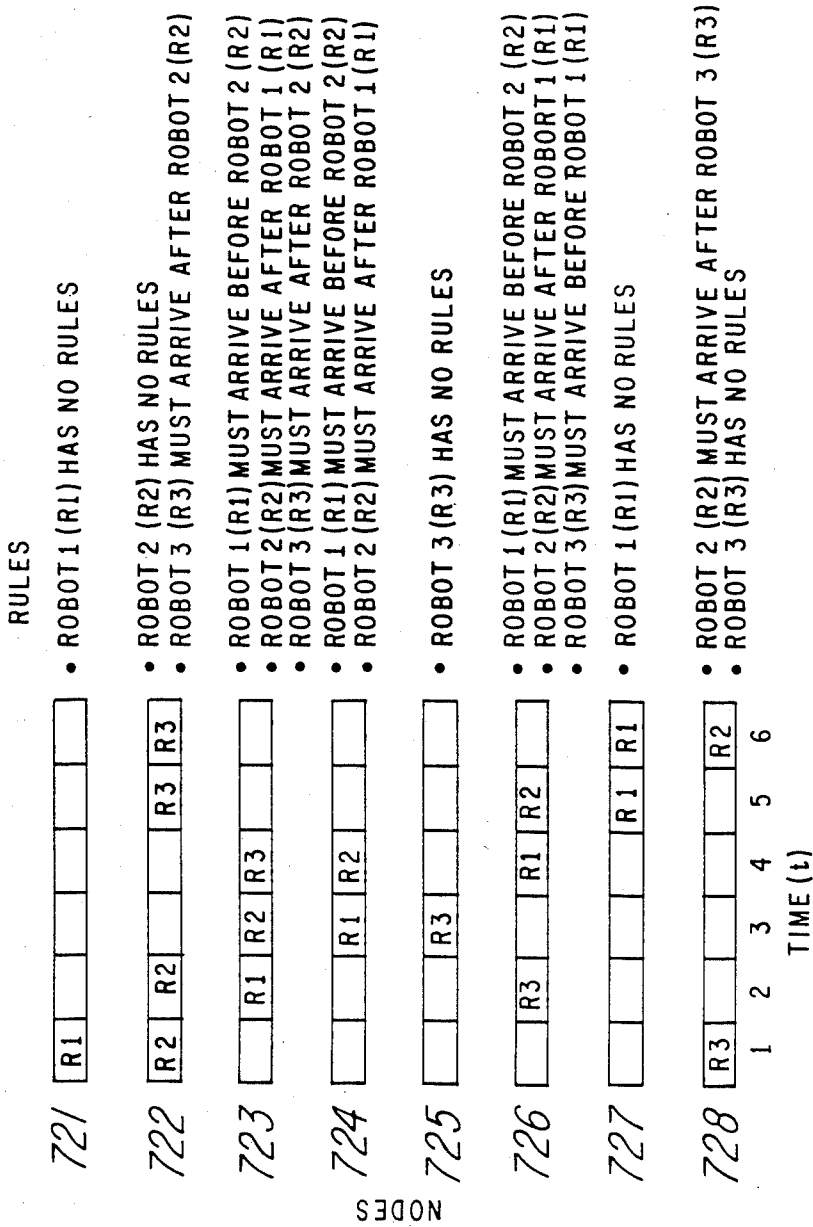 RULES
721 R1 • ROBOT1 (R1) HAS NO RULES
722 R2 R2 R3 R3 • ROBOT 2 (R2) HAS NO RULES
• ROBOT 3 (R3) MUST ARRIVE AFTER ROBOT 2 (R2)
723 R1 R2 R3 • ROBOT 1 (R1) MUST ARRIVE BEFORE ROBOT 2 (R2)
• ROBOT 2 (R2) MUST ARRIVE AFTER ROBOT 1 (R1)
• ROBOT 3 (R3) MUST ARRIVE AFTER ROBOT 2 (R2)
724 R1 R2 • ROBOT 1 (R1) MUST ARRIVE BEFORE ROBOT 2 (R2)
• ROBOT 2 (R2) MUST ARRIVE AFTER ROBOT 1 (R1)
725 R3 • ROBOT 3 (R3) HAS NO RULES
726 R3 R1 R2 • ROBOT 1 (R1) MUST ARRIVE BEFORE ROBOT 2 (R2)
• ROBOT 2 (R2) MUST ARRIVE AFTER ROBORT 1 (R1)
• ROBOT 3 (R3) MUST ARRIVE BEFORE ROBOT 1 (R1)
727 R1 R1 • ROBOT 1 (R1) HAS NO RULES
728 R3 R2 • ROBOT 2 (R2) MUST ARRIVE AFTER ROBOT 3 (R3)
• ROBOT 3 (R3) HAS NO RULES
1 2 3 4 5 6
TIME (t)
NODES